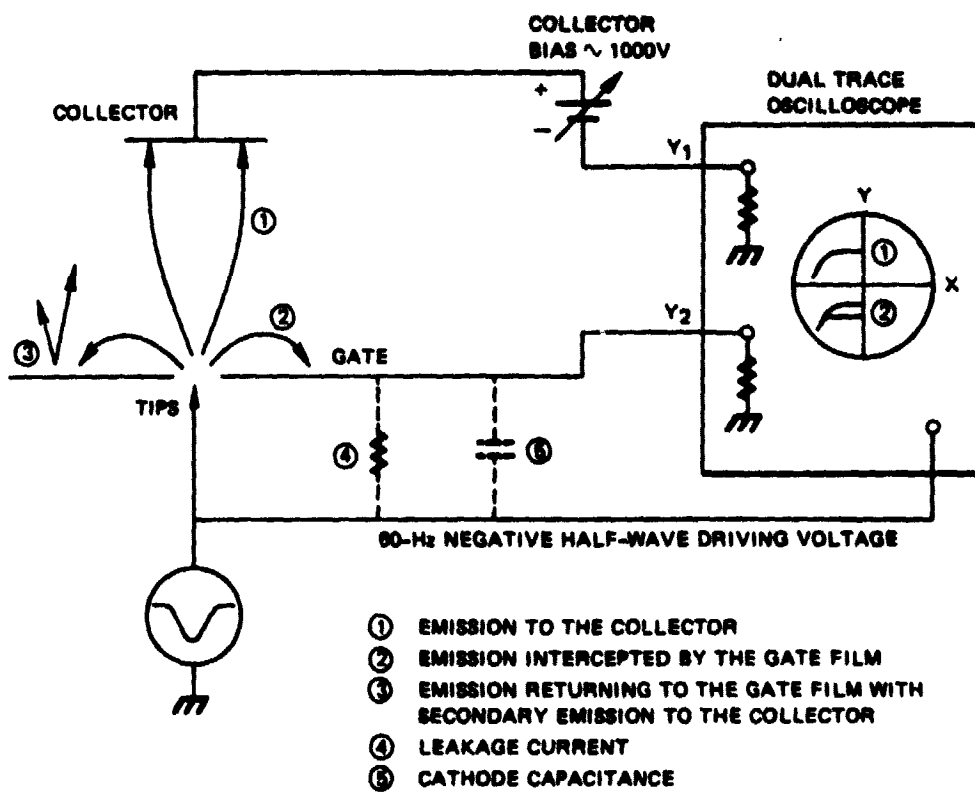 COLLECTOR
BIAS ∿ 1000V
+
−
DUAL TRACE
OSCILLOSCOPE
COLLECTOR
Y1
Y
①
①
X
②
②
Y2
③
GATE
TIPS
④
⑤
60-Hz NEGATIVE HALF-WAVE DRIVING VOLTAGE
① EMISSION TO THE COLLECTOR
② EMISSION INTERCEPTED BY THE GATE FILM
③ EMISSION RETURNING TO THE GATE FILM WITH
SECONDARY EMISSION TO THE COLLECTOR
④ LEAKAGE CURRENT
⑤ CATHODE CAPACITANCE